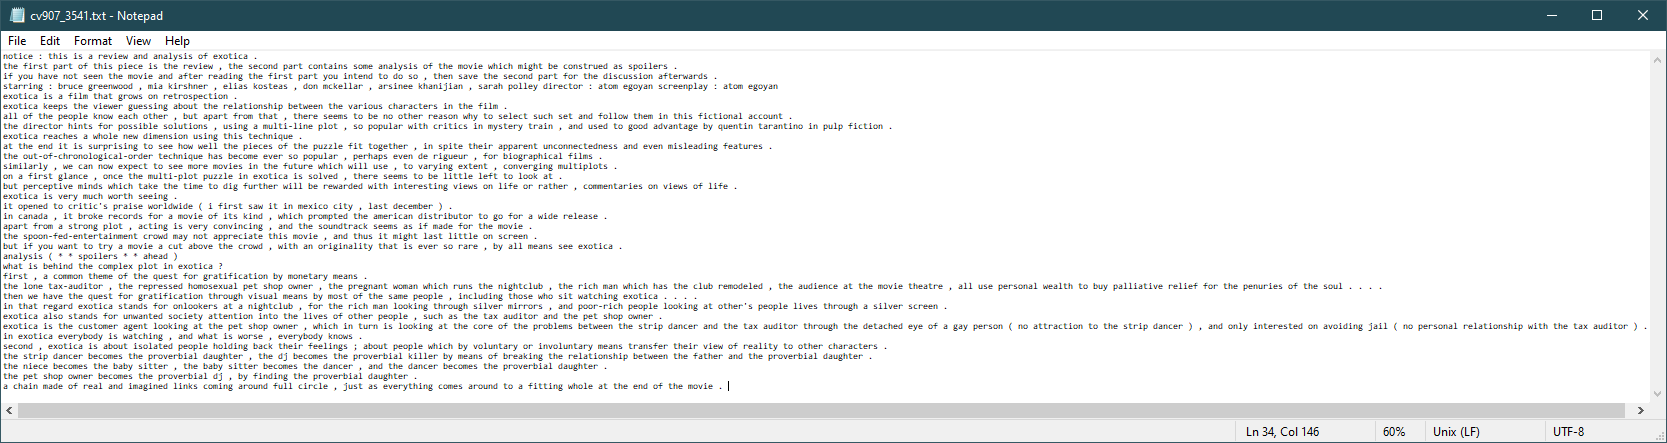 cv907_3541.txt - Notepad
File Edit Format View Help
notice : this is a review and analysis of exotica .
the first part of this piece is the review , the second part contains some analysis of the movie which might be construed as spoilers .
if you have not seen the movie and after reading the first part you intend to do so , then save the second part for the discussion afterwards .
starring : bruce greenwood , mia kirshner , elias kosteas , don mckellar , arsinee khanijian , sarah polley director : atom egoyan screenplay : atom egoyan
exotica is a film that grows on retrospection .
exotica keeps the viewer guessing about the relationship between the various characters in the film .
all of the people know each other , but apart from that , there seems to be no other reason why to select such set and follow them in this fictional account .
the director hints for possible solutions , using a multi-line plot , so popular with critics in mystery train , and used to good advantage by quentin tarantino in pulp fiction .
exotica reaches a whole new dimension using this technique .
at the end it is surprising to see how well the pieces of the puzzle fit together , in spite their apparent unconnectedness and even misleading features .
the out-of-chronological-order technique has become ever so popular , perhaps even de rigueur , for biographical films .
similarly , we can now expect to see more movies in the future which will use , to varying extent , converging multiplots .
on a first glance , once the multi-plot puzzle in exotica is solved , there seems to be little left to look at .
but perceptive minds which take the time to dig further will be rewarded with interesting views on life or rather , commentaries on views of life .
exotica is very much worth seeing .
it opened to critic's praise worldwide ( i first saw it in mexico city , last december ) .
in canada , it broke records for a movie of its kind , which prompted the american distributor to go for a wide release .
apart from a strong plot , acting is very convincing , and the soundtrack seems as if made for the movie .
the spoon-fed-entertainment crowd may not appreciate this movie , and thus it might last little on screen .
but if you want to try a movie a cut above the crowd , with an originality that is ever so rare , by all means see exotica .
analysis ( * * spoilers * * ahead )
what is behind the complex plot in exotica ?
first , a common theme of the quest for gratification by monetary means .
the lone tax-auditor , the repressed homosexual pet shop owner , the pregnant woman which runs the nightclub , the rich man which has the club remodeled , the audience at the movie theatre , all use personal wealth to buy palliative relief for the penuries of the soul . . . .
then we have the quest for gratification through visual means by most of the same people , including those who sit watching exotica . . . .
in that regard exotica stands for onlookers at a nightclub , for the rich man looking through silver mirrors , and poor-rich people looking at other's people lives through a silver screen .
exotica also stands for unwanted society attention into the lives of other people , such as the tax auditor and the pet shop owner .
exotica is the customer agent looking at the pet shop owner , which in turn is looking at the core of the problems between the strip dancer and the tax auditor through the detached eye of a gay person ( no attraction to the strip dancer ) , and only interested on avoiding jail ( no personal relationship with the tax auditor ) .
in exotica everybody is watching , and what is worse , everybody knows .
second , exotica is about isolated people holding back their feelings ; about people which by voluntary or involuntary means transfer their view of reality to other characters .
the strip dancer becomes the proverbial daughter , the dj becomes the proverbial killer by means of breaking the relationship between the father and the proverbial daughter .
the niece becomes the baby sitter , the baby sitter becomes the dancer , and the dancer becomes the proverbial daughter .
the pet shop owner becomes the proverbial dj , by finding the proverbial daughter .
a chain made of real and imagined links coming around full circle , just as everything comes around to a fitting whole at the end of the movie .
Ln 34, Col 146 60% Unix (LF) UTF-8